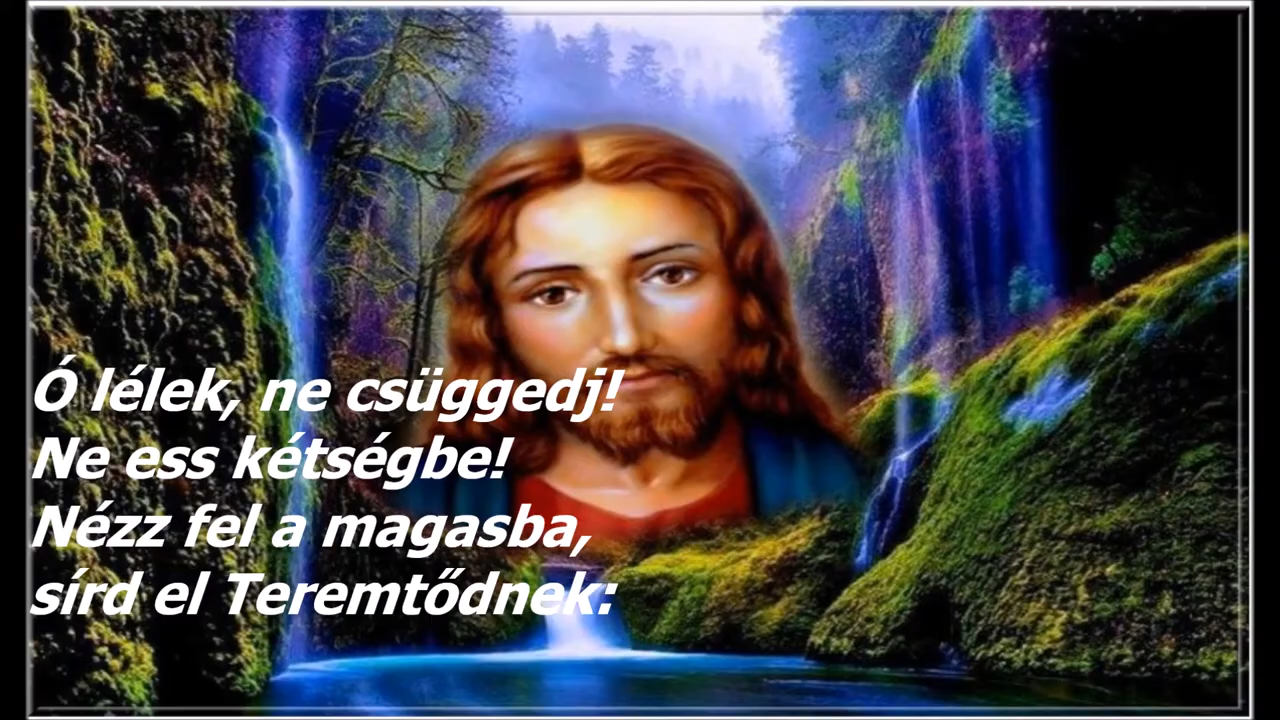 Ó lélek, ne csüggedj!
Ne ess kétségbe!
Nézz fel a magasba,
sírd el Teremtődnek: